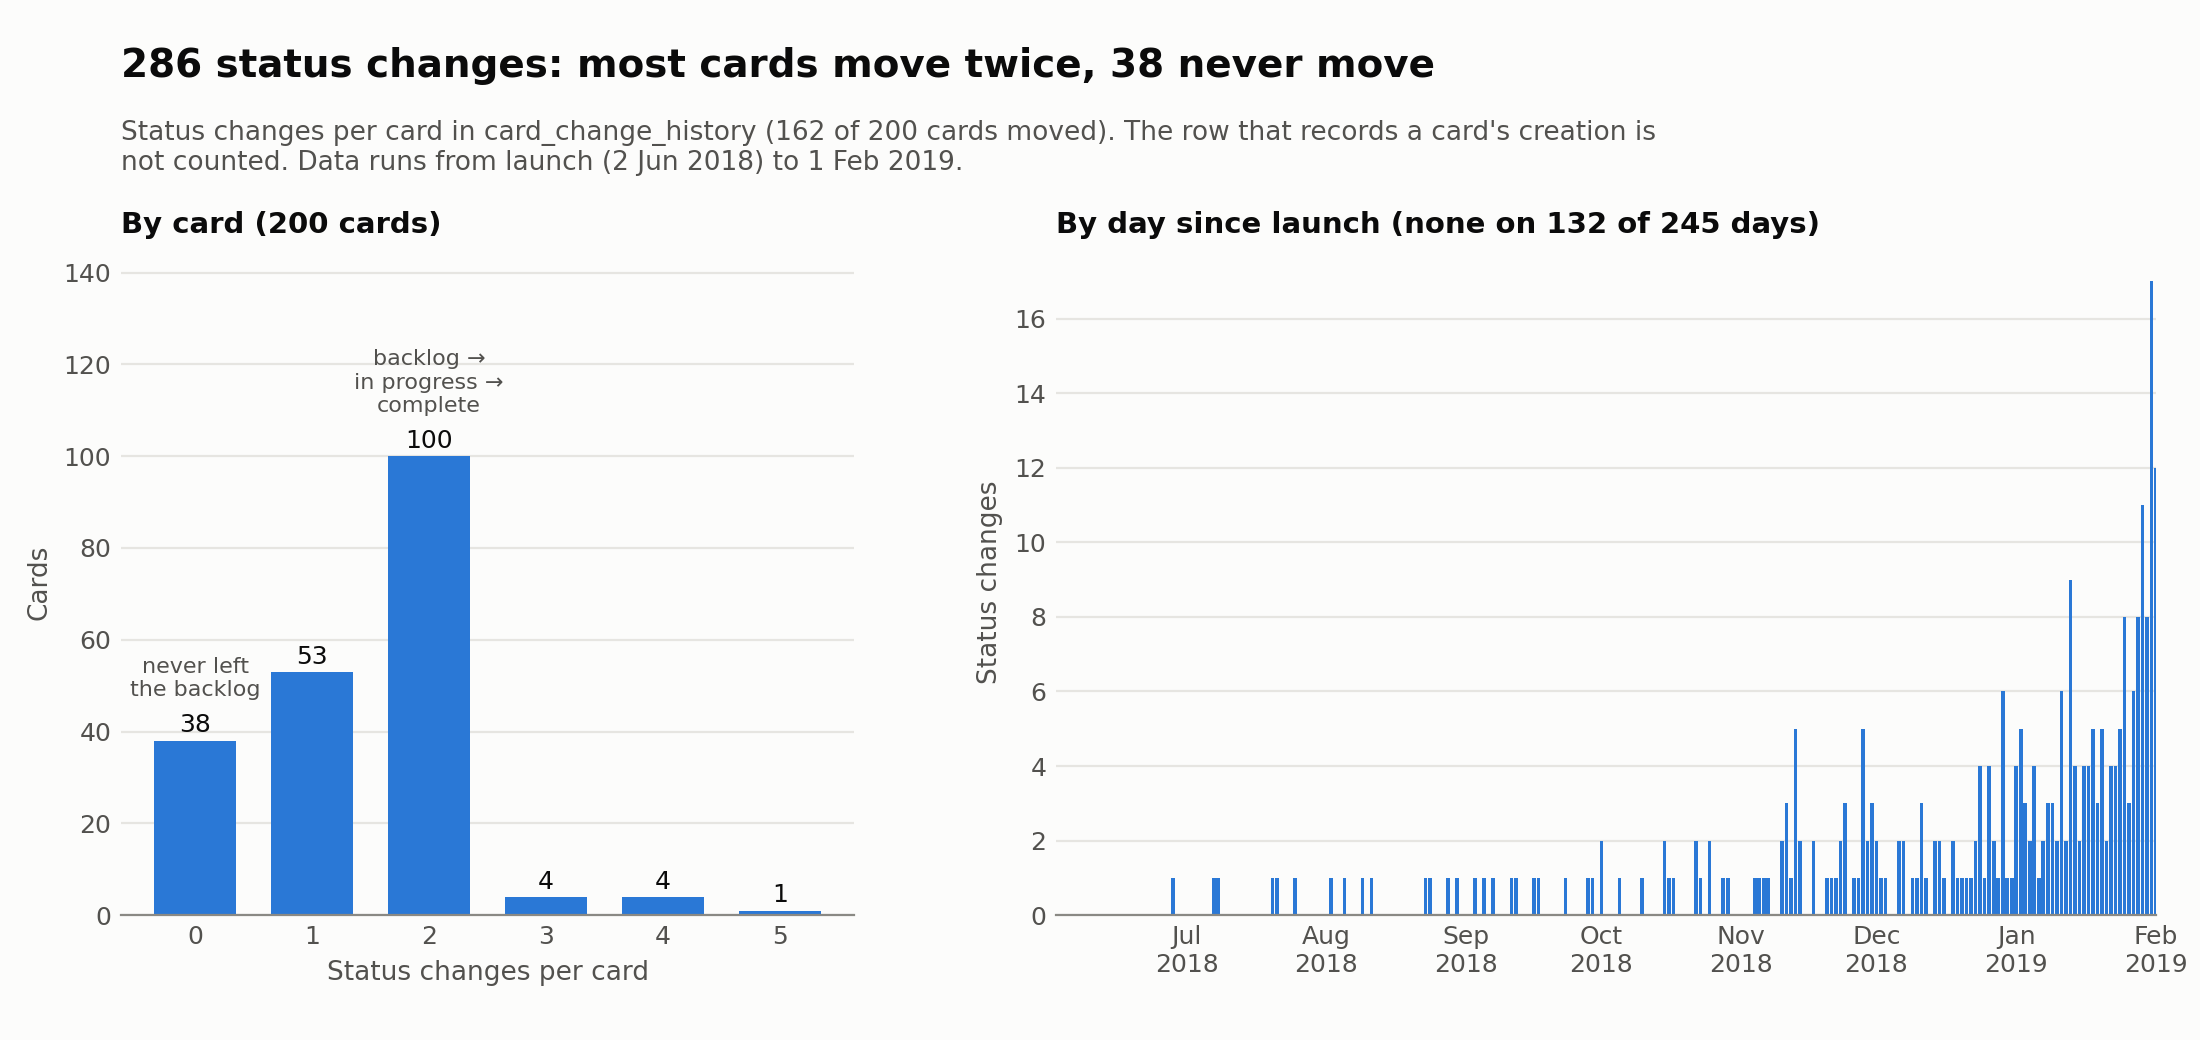 286 status changes: most cards move twice, 38 never move
Status changes per card in card_change_history (162 of 200 cards moved). The row that records a card's creation is
not counted. Data runs from launch (2 Jun 2018) to 1 Feb 2019.
By card (200 cards)
140
120
100
80
60
40
20
0
Cards
never left
the backlog
38
53
backlog →
in progress →
complete
100
4
4
1
0 1 2 3 4 5
Status changes per card
By day since launch (none on 132 of 245 days)
16
14
12
10
8
6
4
2
0
Status changes
Jul Aug Sep Oct Nov Dec Jan Feb
2018 2018 2018 2018 2018 2018 2019 2019